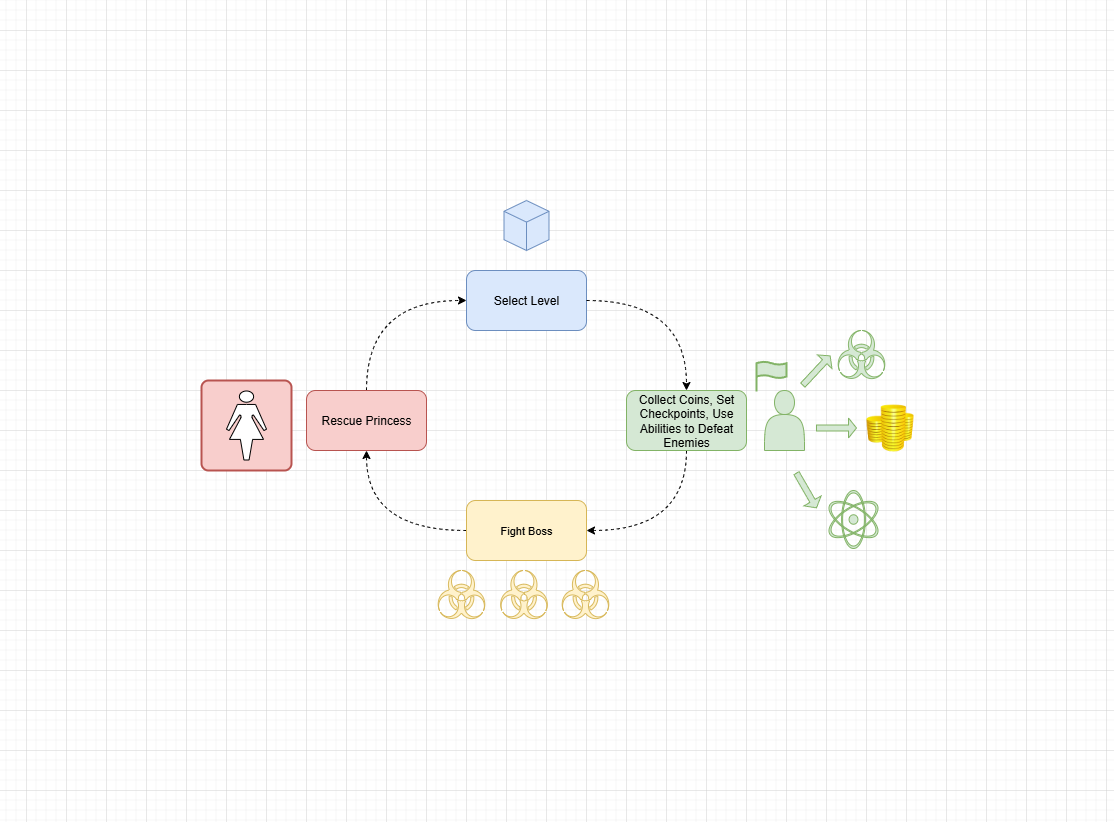 Select Level
Rescue Princess
Collect Coins, Set
Checkpoints, Use
Abilities to Defeat
Enemies
Fight Boss